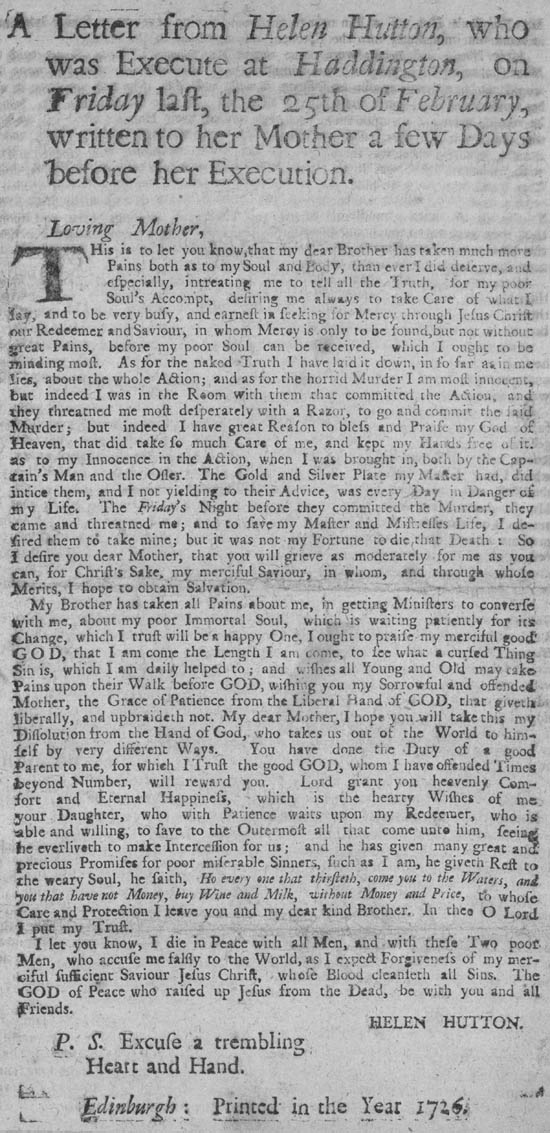 A Letter from Helen Hutton, who
was Execute at Haddington, on
Friday laſt, the 25th of February,
written to her Mother a few Days
before her Execution.
Loving Mother,
THis is to let you know,that my dear Brother has taken much more
Pains both as to my Soul and Body, than ever I did deſerve, and
eſpecially, intreating me to tell all the Truth, for my poor
Soul's Accompt, deſiring me always to take Care of what I
ſay, and to be very buſy, and earneſt in ſeeking for Mercy through Jeſus Chriſt
our Redeemer and Saviour, in whom Mercy is only to be found,but not without
great Pains, before my poor Soul can be received, which I ought to be
minding moſt. As for the naked Truth I have laid it down, in ſo far as in me
lies, about the whole Action; and as for the horrid Murder I am moſt innocent,
but indeed I was in the Room with them that committed the Action, and
they threatned me moſt deſperately with a Razor, to go and commit the ſaid
Murder; but indeed I have great Reaſon to bleſs and Praiſe my God of
Heaven, that did take ſo much Care of me, and kept my Hands free of it.
as to my Innocence in the Action, when I was brought in, both by the Cap-
tain's Man and the Oſler. The Gold and Silver Plate my Maſter had, did
intice them, and I not yielding to their Advice, was every Day in Danger of
my Life. The Friday's Night before they committed the Murder, they
came and threatned me; and to ſave my Maſter and Miſtreſſes Life, I de-
ſired them to take mine; but it was not my Fortune to die,that Death : So
I deſire you dear Mother, that you will grieve as moderately for me as you
can, for Chriſt's Sake, my merciful Saviour, in whom, and through whoſe
Merits, I hope to obtain Salvation.
My Brother has taken all Pains about me, in getting Miniſters to converſe
with me, about my poor Immortal Soul, which is waiting patiently for its
Change, which I truſt will be a happy One, I ought to praiſe my merciful good
GOD, that I am come the Length I am come, to ſee what a curſed Thing
Sin is, which I am daily helped to; and wiſhes all Young and Old may take
Pains upon their Walk before GOD, wiſhing you my Sorrowful and offended
Mother, the Grace of Patience from the Liberal Hand of GOD, that giveth
liberally, and upbraideth not. My dear Mother, I hope you will take this my
Diſſolution from the Hand of God, who takes us out of the World to him-
ſelf by very different Ways. You have done the Duty of a good
Parent to me, for which I Truſt the good GOD, whom I have offended Times
beyond Number, will reward you. Lord grant you heavenly Com-
fort and Eternal Happineſs, which is the hearty Wiſhes of me
your Daughter, who with Patience waits upon my Redeemer, who is
able and willing, to ſave to the Outermoſt all that come unto him, ſeeing
he everliveth to make Interceſſion for us; and he has given many great and
precious Promiſes for poor miſerable Sinners, ſuch as I am, he giveth Reſt to
the weary Soul, he ſaith, Ho every one that thirſteth, come you to the Waters, and
you that have not Money, buy Wine and Milk, without Money and Price, to whoſe
Care and Protection I leave you and my dear kind Brother. In thee O Lord
I put my Truſt.
I let you know, I die in Peace with all Men, and with theſe Two poor
Men, who accuſe me falſly to the World, as I expect Forgiveneſs of my mer-
ciful ſufficient Saviour Jeſus Chriſt, whoſe Blood cleanſeth all Sins. The
GOD of Peace who raiſed up Jeſus from the Dead, be with you and all
Friends.
HELEN HUTTON.
P. S. Excuſe a trembling
Heart and Hand.
Edinburgh: Printed in the Year 1726.